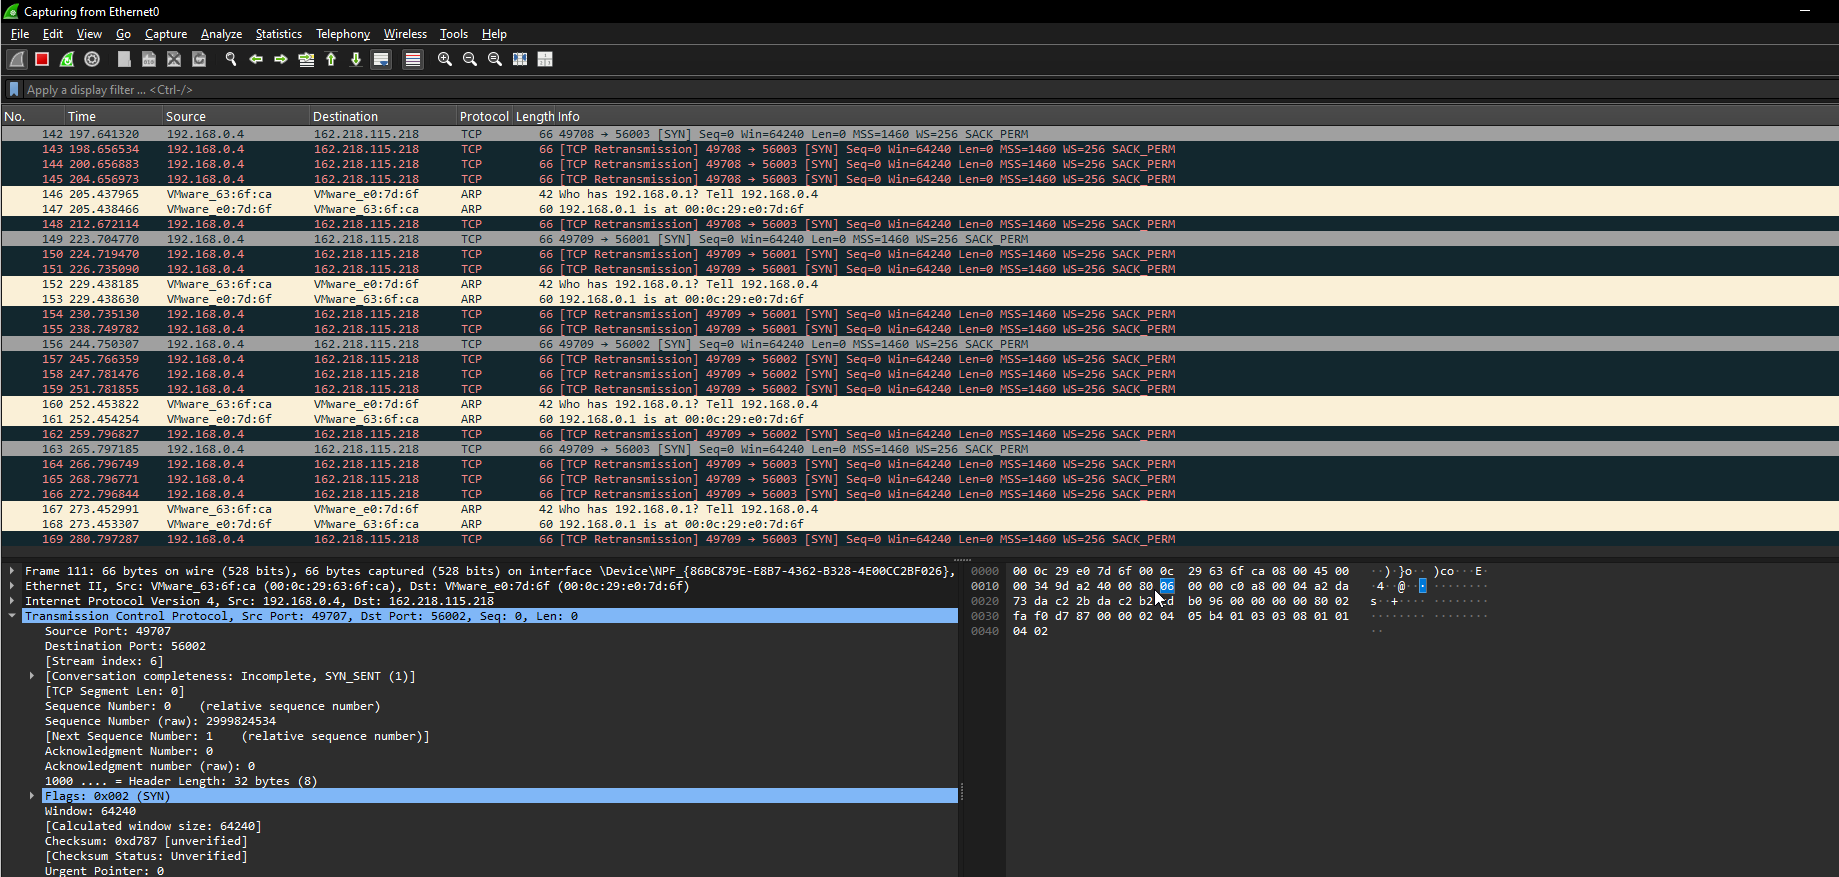 Capturing from Ethernet0
File Edit View Go Capture Analyze Statistics Telephony Wireless Tools Help
Apply a display filter ... <Ctrl-/>
No. Time Source Destination Protocol Length Info
142 197.641320 192.168.0.4 162.218.115.218 TCP 66 49708 → 56003 [SYN] Seq=0 Win=64240 Len=0 MSS=1460 WS=256 SACK_PERM
143 198.656534 192.168.0.4 162.218.115.218 TCP 66 [TCP Retransmission] 49708 → 56003 [SYN] Seq=0 Win=64240 Len=0 MSS=1460 WS=256 SACK_PERM
144 200.656883 192.168.0.4 162.218.115.218 TCP 66 [TCP Retransmission] 49708 → 56003 [SYN] Seq=0 Win=64240 Len=0 MSS=1460 WS=256 SACK_PERM
145 204.656973 192.168.0.4 162.218.115.218 TCP 66 [TCP Retransmission] 49708 → 56003 [SYN] Seq=0 Win=64240 Len=0 MSS=1460 WS=256 SACK_PERM
146 205.437965 VMware_63:6f:ca VMware_e0:7d:6f ARP 42 Who has 192.168.0.1? Tell 192.168.0.4
147 205.438466 VMware_e0:7d:6f VMware_63:6f:ca ARP 60 192.168.0.1 is at 00:0c:29:e0:7d:6f
148 212.672114 192.168.0.4 162.218.115.218 TCP 66 [TCP Retransmission] 49708 → 56003 [SYN] Seq=0 Win=64240 Len=0 MSS=1460 WS=256 SACK_PERM
149 223.704770 192.168.0.4 162.218.115.218 TCP 66 49709 → 56001 [SYN] Seq=0 Win=64240 Len=0 MSS=1460 WS=256 SACK_PERM
150 224.719470 192.168.0.4 162.218.115.218 TCP 66 [TCP Retransmission] 49709 → 56001 [SYN] Seq=0 Win=64240 Len=0 MSS=1460 WS=256 SACK_PERM
151 226.735090 192.168.0.4 162.218.115.218 TCP 66 [TCP Retransmission] 49709 → 56001 [SYN] Seq=0 Win=64240 Len=0 MSS=1460 WS=256 SACK_PERM
152 229.438185 VMware_63:6f:ca VMware_e0:7d:6f ARP 42 Who has 192.168.0.1? Tell 192.168.0.4
153 229.438630 VMware_e0:7d:6f VMware_63:6f:ca ARP 60 192.168.0.1 is at 00:0c:29:e0:7d:6f
154 230.735130 192.168.0.4 162.218.115.218 TCP 66 [TCP Retransmission] 49709 → 56001 [SYN] Seq=0 Win=64240 Len=0 MSS=1460 WS=256 SACK_PERM
155 238.749782 192.168.0.4 162.218.115.218 TCP 66 [TCP Retransmission] 49709 → 56001 [SYN] Seq=0 Win=64240 Len=0 MSS=1460 WS=256 SACK_PERM
156 244.750307 192.168.0.4 162.218.115.218 TCP 66 49709 → 56002 [SYN] Seq=0 Win=64240 Len=0 MSS=1460 WS=256 SACK_PERM
157 245.766359 192.168.0.4 162.218.115.218 TCP 66 [TCP Retransmission] 49709 → 56002 [SYN] Seq=0 Win=64240 Len=0 MSS=1460 WS=256 SACK_PERM
158 247.781476 192.168.0.4 162.218.115.218 TCP 66 [TCP Retransmission] 49709 → 56002 [SYN] Seq=0 Win=64240 Len=0 MSS=1460 WS=256 SACK_PERM
159 251.781855 192.168.0.4 162.218.115.218 TCP 66 [TCP Retransmission] 49709 → 56002 [SYN] Seq=0 Win=64240 Len=0 MSS=1460 WS=256 SACK_PERM
160 252.453822 VMware_63:6f:ca VMware_e0:7d:6f ARP 42 Who has 192.168.0.1? Tell 192.168.0.4
161 252.454254 VMware_e0:7d:6f VMware_63:6f:ca ARP 60 192.168.0.1 is at 00:0c:29:e0:7d:6f
162 259.796827 192.168.0.4 162.218.115.218 TCP 66 [TCP Retransmission] 49709 → 56002 [SYN] Seq=0 Win=64240 Len=0 MSS=1460 WS=256 SACK_PERM
163 265.797185 192.168.0.4 162.218.115.218 TCP 66 49709 → 56003 [SYN] Seq=0 Win=64240 Len=0 MSS=1460 WS=256 SACK_PERM
164 266.796749 192.168.0.4 162.218.115.218 TCP 66 [TCP Retransmission] 49709 → 56003 [SYN] Seq=0 Win=64240 Len=0 MSS=1460 WS=256 SACK_PERM
165 268.796771 192.168.0.4 162.218.115.218 TCP 66 [TCP Retransmission] 49709 → 56003 [SYN] Seq=0 Win=64240 Len=0 MSS=1460 WS=256 SACK_PERM
166 272.796844 192.168.0.4 162.218.115.218 TCP 66 [TCP Retransmission] 49709 → 56003 [SYN] Seq=0 Win=64240 Len=0 MSS=1460 WS=256 SACK_PERM
167 273.452991 VMware_63:6f:ca VMware_e0:7d:6f ARP 42 Who has 192.168.0.1? Tell 192.168.0.4
168 273.453307 VMware_e0:7d:6f VMware_63:6f:ca ARP 60 192.168.0.1 is at 00:0c:29:e0:7d:6f
169 280.797287 192.168.0.4 162.218.115.218 TCP 66 [TCP Retransmission] 49709 → 56003 [SYN] Seq=0 Win=64240 Len=0 MSS=1460 WS=256 SACK_PERM
Frame 111: 66 bytes on wire (528 bits), 66 bytes captured (528 bits) on interface \Device\NPF_{86BC879E-E8B7-4362-B328-4E00CC2BF026},
Ethernet II, Src: VMware_63:6f:ca (00:0c:29:63:6f:ca), Dst: VMware_e0:7d:6f (00:0c:29:e0:7d:6f)
Internet Protocol Version 4, Src: 192.168.0.4, Dst: 162.218.115.218
Transmission Control Protocol, Src Port: 49707, Dst Port: 56002, Seq: 0, Len: 0
Source Port: 49707
Destination Port: 56002
[Stream index: 6]
[Conversation completeness: Incomplete, SYN_SENT (1)]
[TCP Segment Len: 0]
Sequence Number: 0 (relative sequence number)
Sequence Number (raw): 2999824534
[Next Sequence Number: 1 (relative sequence number)]
Acknowledgment Number: 0
Acknowledgment number (raw): 0
1000 .... = Header Length: 32 bytes (8)
Flags: 0x002 (SYN)
Window: 64240
[Calculated window size: 64240]
Checksum: 0xd787 [unverified]
[Checksum Status: Unverified]
Urgent Pointer: 0
0000 00 0c 29 e0 7d 6f 00 0c 29 63 6f ca 08 00 45 00 ··)·}o·· )co···E·
0010 00 34 9d a2 40 00 80 06 00 00 c0 a8 00 04 a2 da ·4··@··· ········
0020 73 da c2 2b da c2 b2 b0 96 00 00 00 00 80 02 s··+···· ········
0030 fa f0 d7 87 00 00 02 04 05 b4 01 03 03 08 01 01 ········ ········
0040 04 02 ··